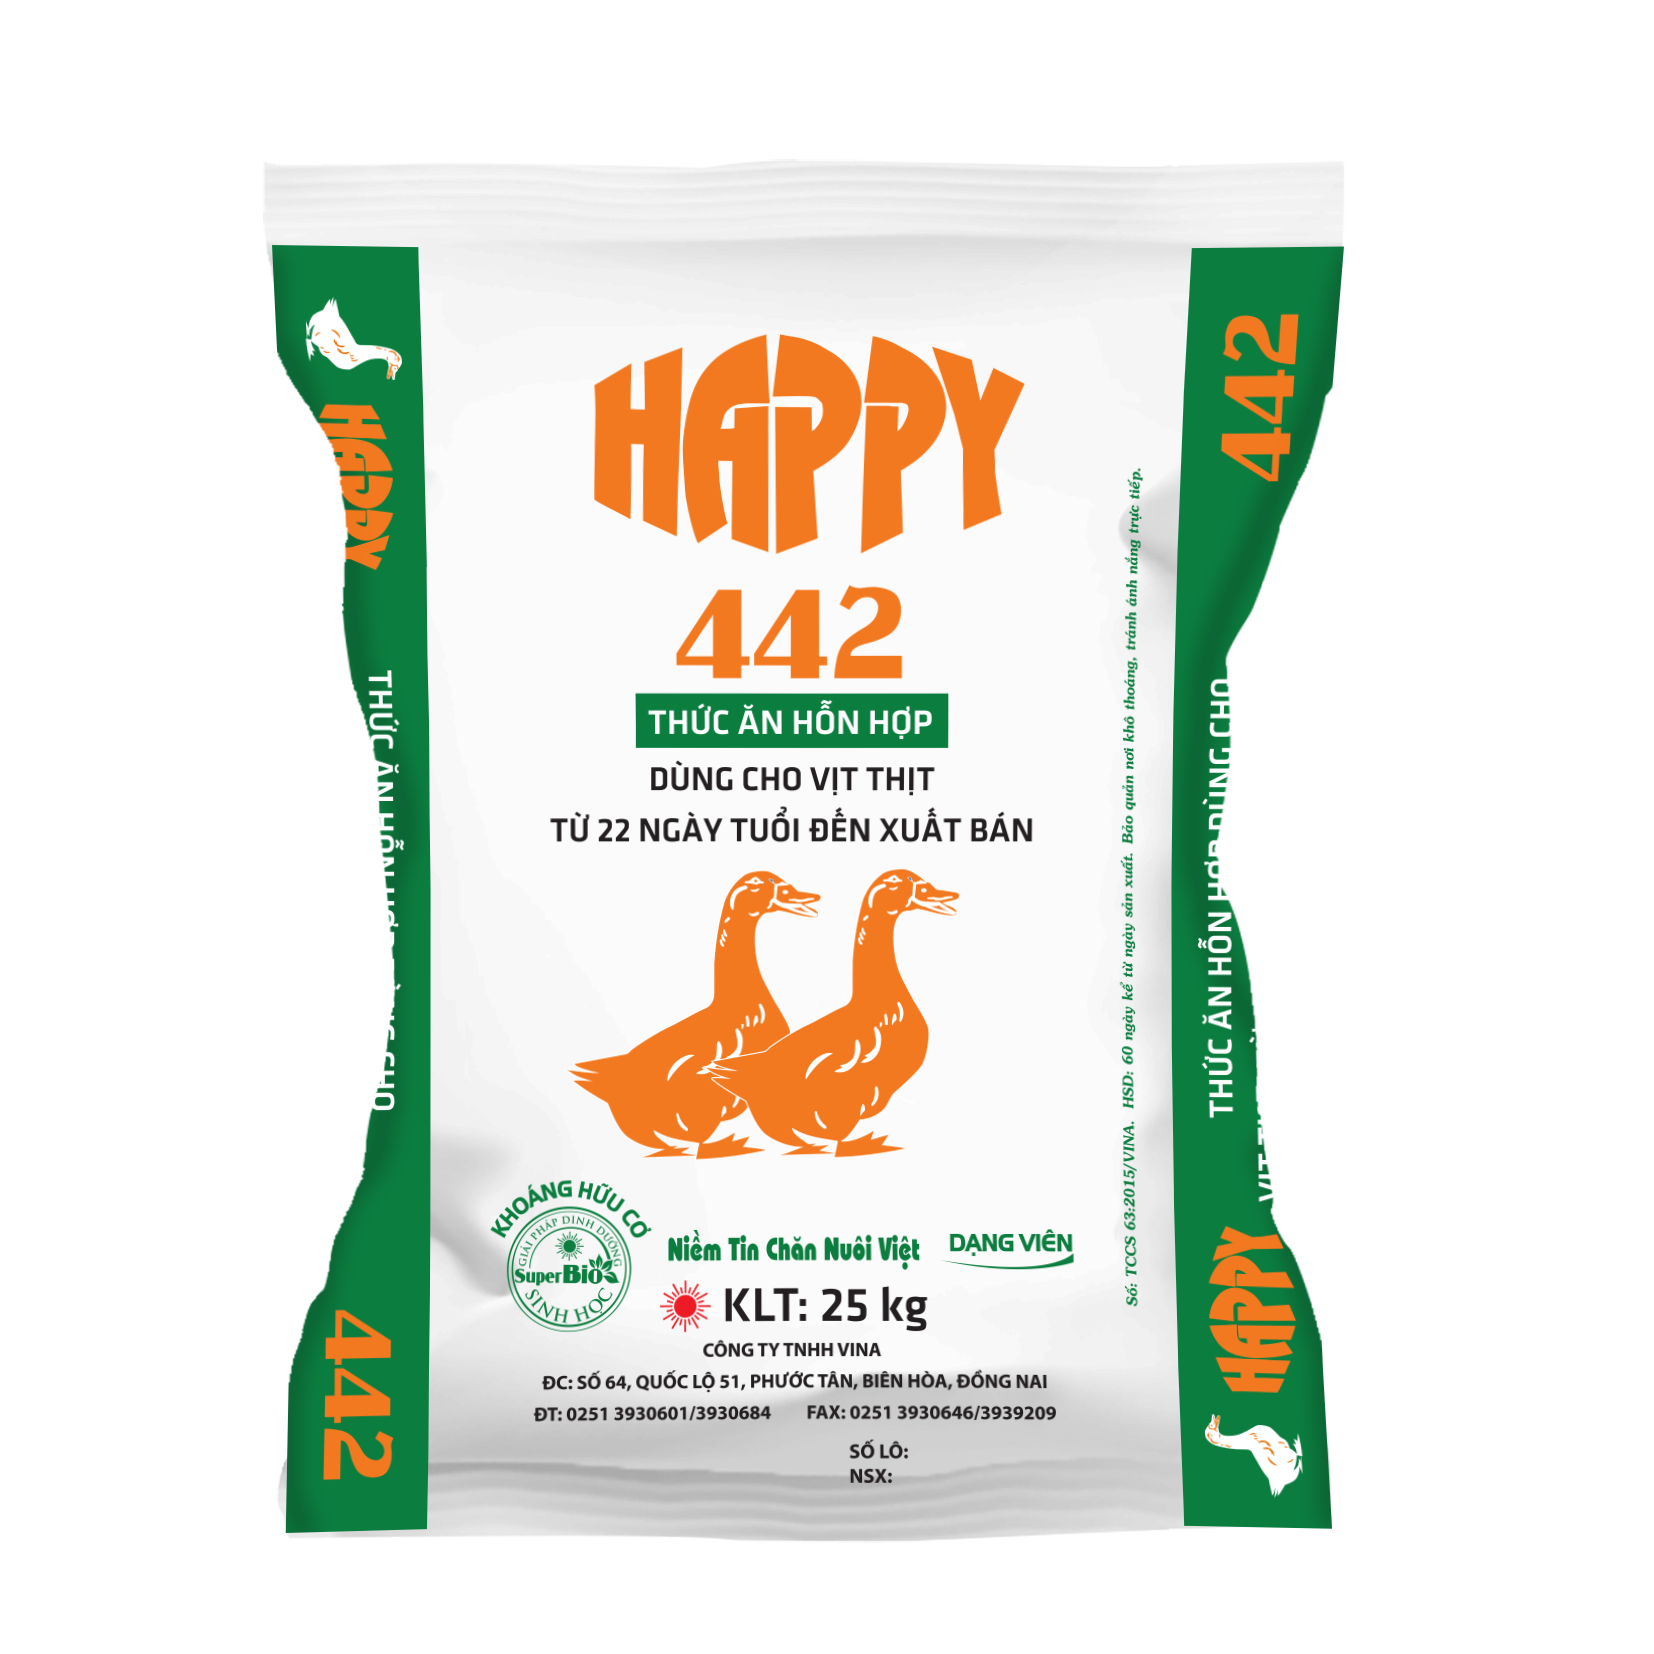 HAPPY
442
THỨC ĂN HỖN HỢP
DÙNG CHO VỊT THỊT
TỪ 22 NGÀY TUỔI ĐẾN XUẤT BÁN
KHOÁNG HỮU CƠ
GIẢI PHÁP DINH DƯỠNG
SuperBio
SINH HỌC
Niềm Tin Chăn Nuôi Việt
DẠNG VIÊN
KLT: 25 kg
CÔNG TY TNHH VINA
ĐC: SỐ 64, QUỐC LỘ 51, PHƯỚC TÂN, BIÊN HÒA, ĐỒNG NAI
ĐT: 0251 3930601/3930684 FAX: 0251 3930646/3939209
SỐ LÔ:
NSX:
Số: TCCS 63:2015/VINA. HSD: 60 ngày kể từ ngày sản xuất. Bảo quản nơi khô thoáng, tránh ánh nắng trực tiếp.
HAPPY
THỨC ĂN HỖN HỢP DÙNG CHO
442
442
THỨC ĂN HỖN HỢP DÙNG CHO
HAPPY